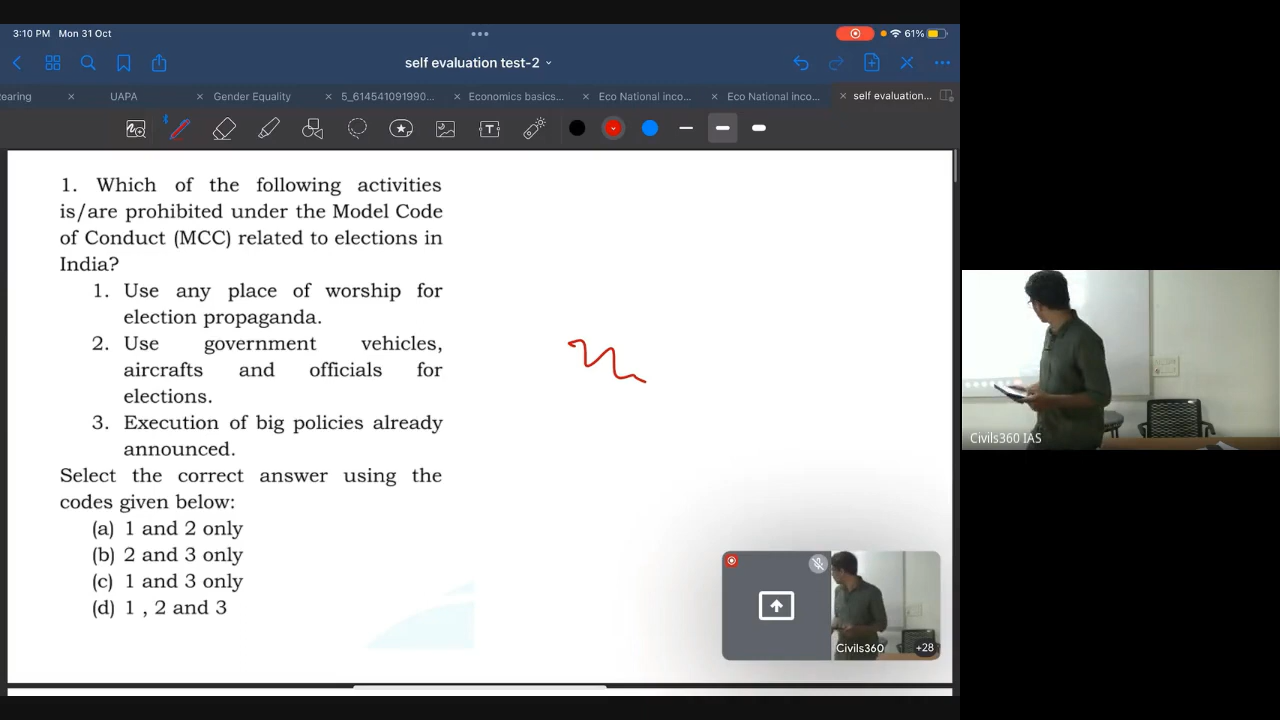 3:10 PM Mon 31 Oct
61%
self evaluation test-2
earing
UAPA
Gender Equality
5_614541091990...
Economics basics...
Eco National inco...
Eco National inco...
self evaluation...
1. Which of the following activities
is/are prohibited under the Model Code
of Conduct (MCC) related to elections in
India?
1. Use any place of worship for
election propaganda.
2. Use government vehicles,
aircrafts and officials for
elections.
3. Execution of big policies already
announced.
Select the correct answer using the
codes given below:
(a) 1 and 2 only
(b) 2 and 3 only
(c) 1 and 3 only
(d) 1 , 2 and 3
Civils360
+28
Civils360 IAS